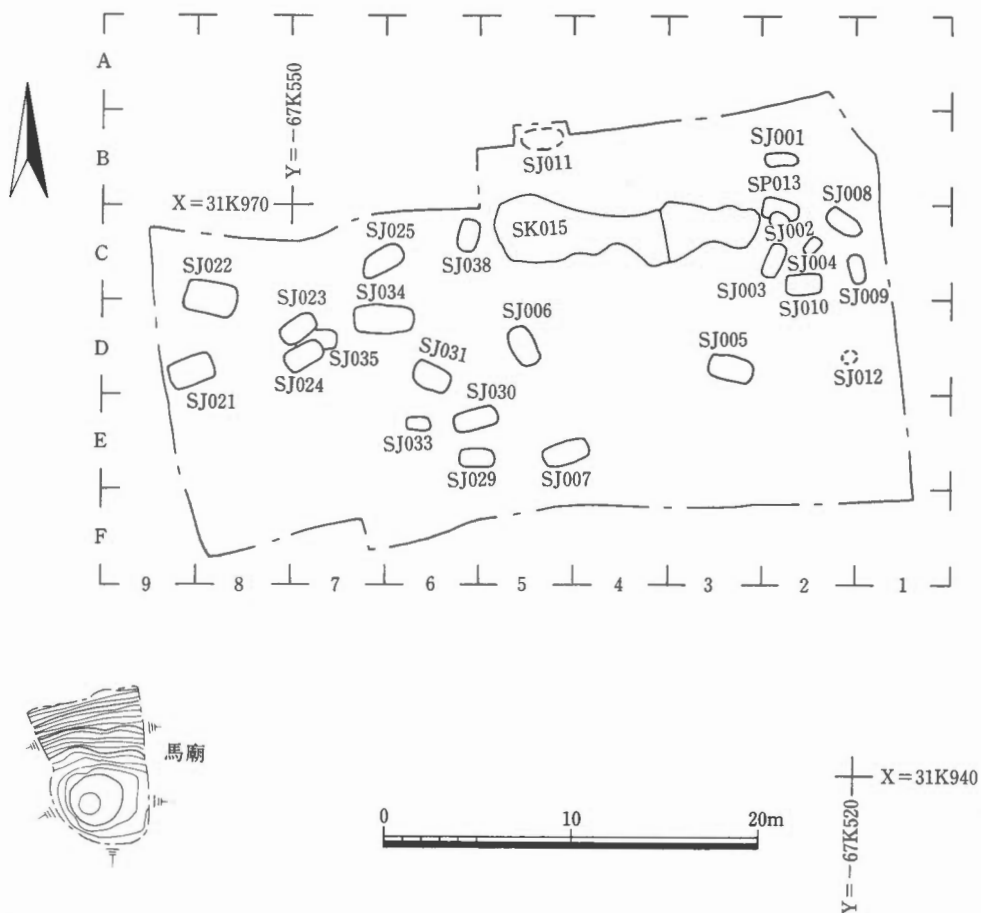 A
Y=-67K550
SJ001
B
SJ011
SP013
SJ008
X=31K970
SJ025
SK015
SJ002
C
SJ038
SJ004
SJ022
SJ003
SJ009
SJ034
SJ010
SJ023
SJ006
D
SJ005
SJ031
SJ035
SJ012
SJ024
SJ021
SJ030
E
SJ033
SJ029
SJ007
F
9 8 7 6 5 4 3 2 1
馬廟
X=31K940
0 10 20m
Y=-67K520